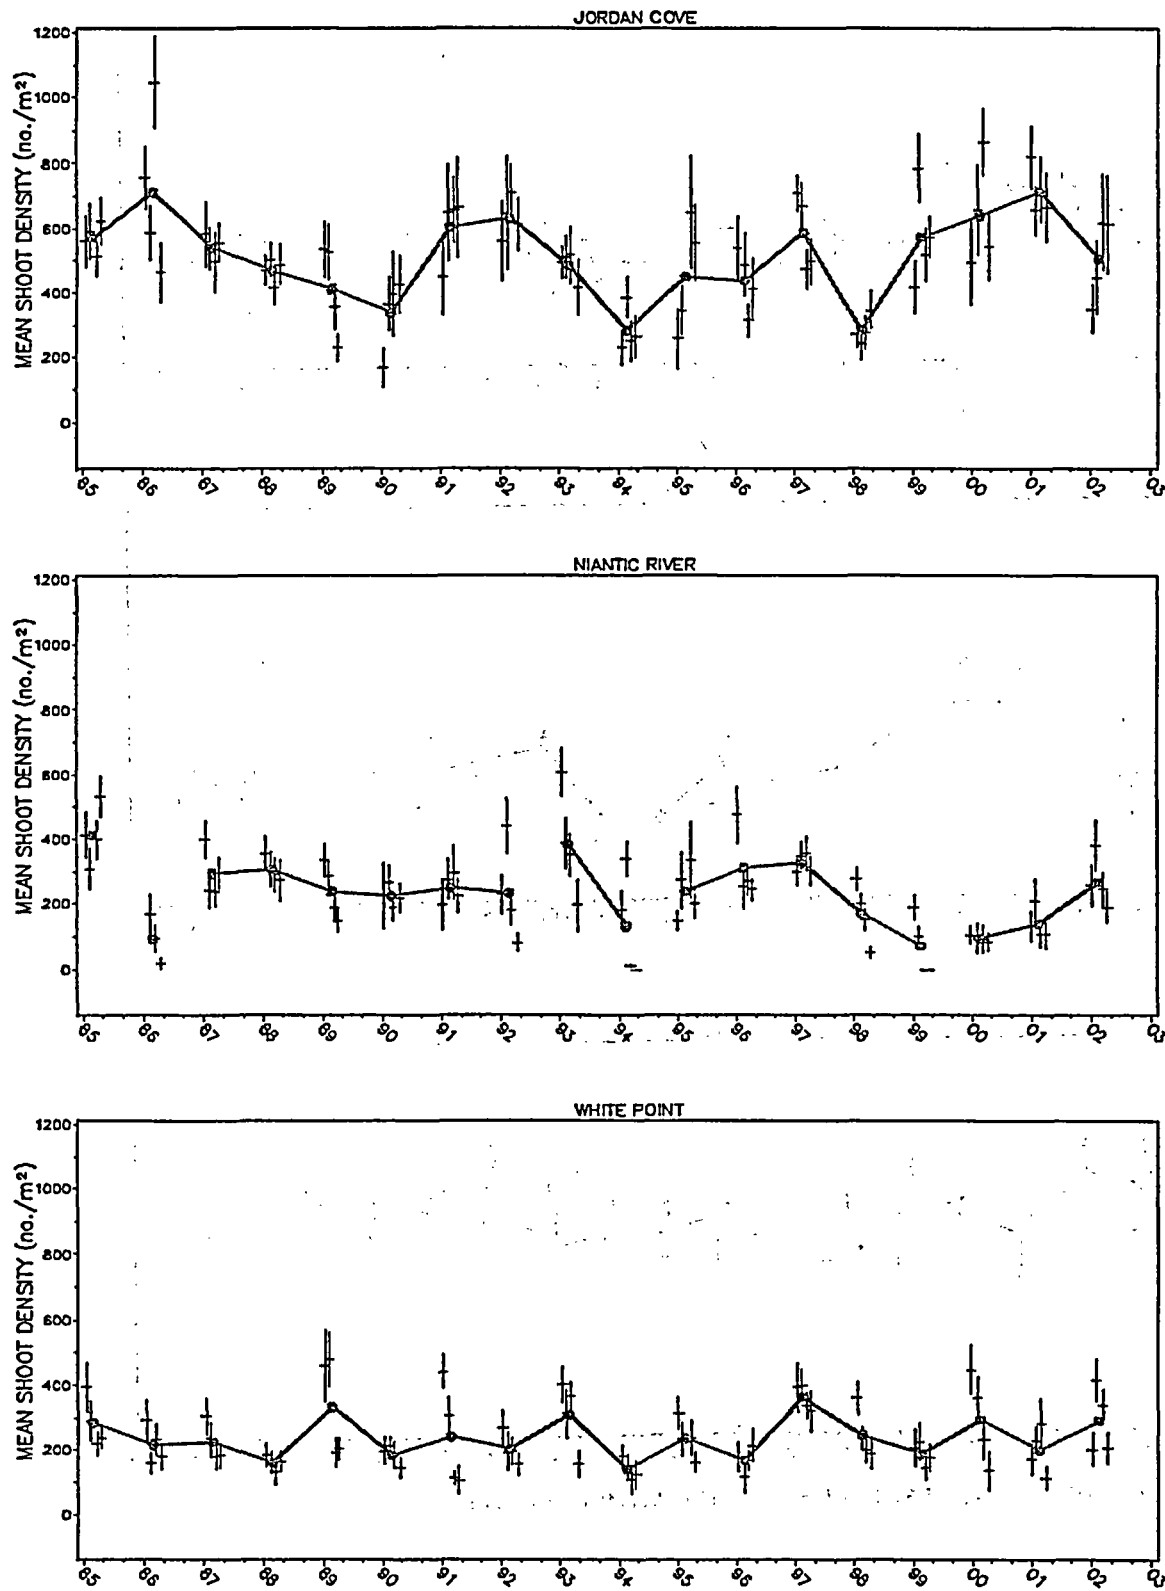 JORDAN COVE
MEAN SHOOT DENSITY (no./m²)
1200
1000
800
600
400
200
0
85 86 87 88 89 90 91 92 93 94 95 96 97 98 99 00 01 02 03
NIANTIC RIVER
MEAN SHOOT DENSITY (no./m²)
1200
1000
800
600
400
200
0
85 86 87 88 89 90 91 92 93 94 95 96 97 98 99 00 01 02 03
WHITE POINT
MEAN SHOOT DENSITY (no./m²)
1200
1000
800
600
400
200
0
85 86 87 88 89 90 91 92 93 94 95 96 97 98 99 00 01 02 03